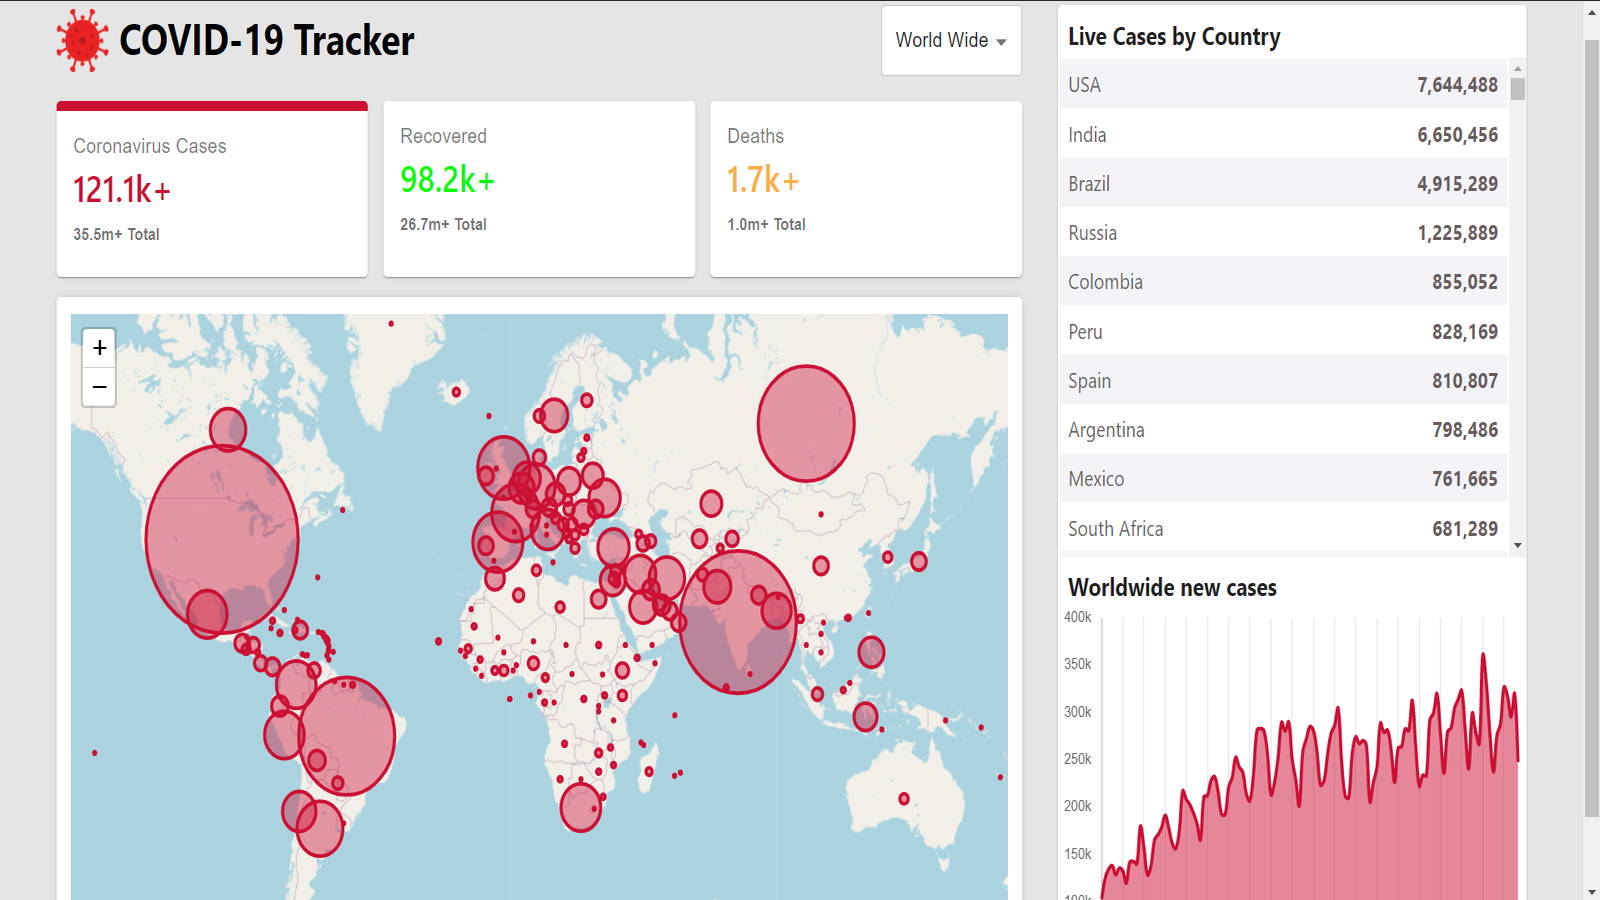 COVID-19 Tracker
World Wide
Coronavirus Cases
121.1k+
35.5m+ Total
Recovered
98.2k+
26.7m+ Total
Deaths
1.7k+
1.0m+ Total
+
−
Live Cases by Country
USA 7,644,488
India 6,650,456
Brazil 4,915,289
Russia 1,225,889
Colombia 855,052
Peru 828,169
Spain 810,807
Argentina 798,486
Mexico 761,665
South Africa 681,289
Worldwide new cases
400k
350k
300k
250k
200k
150k
100k